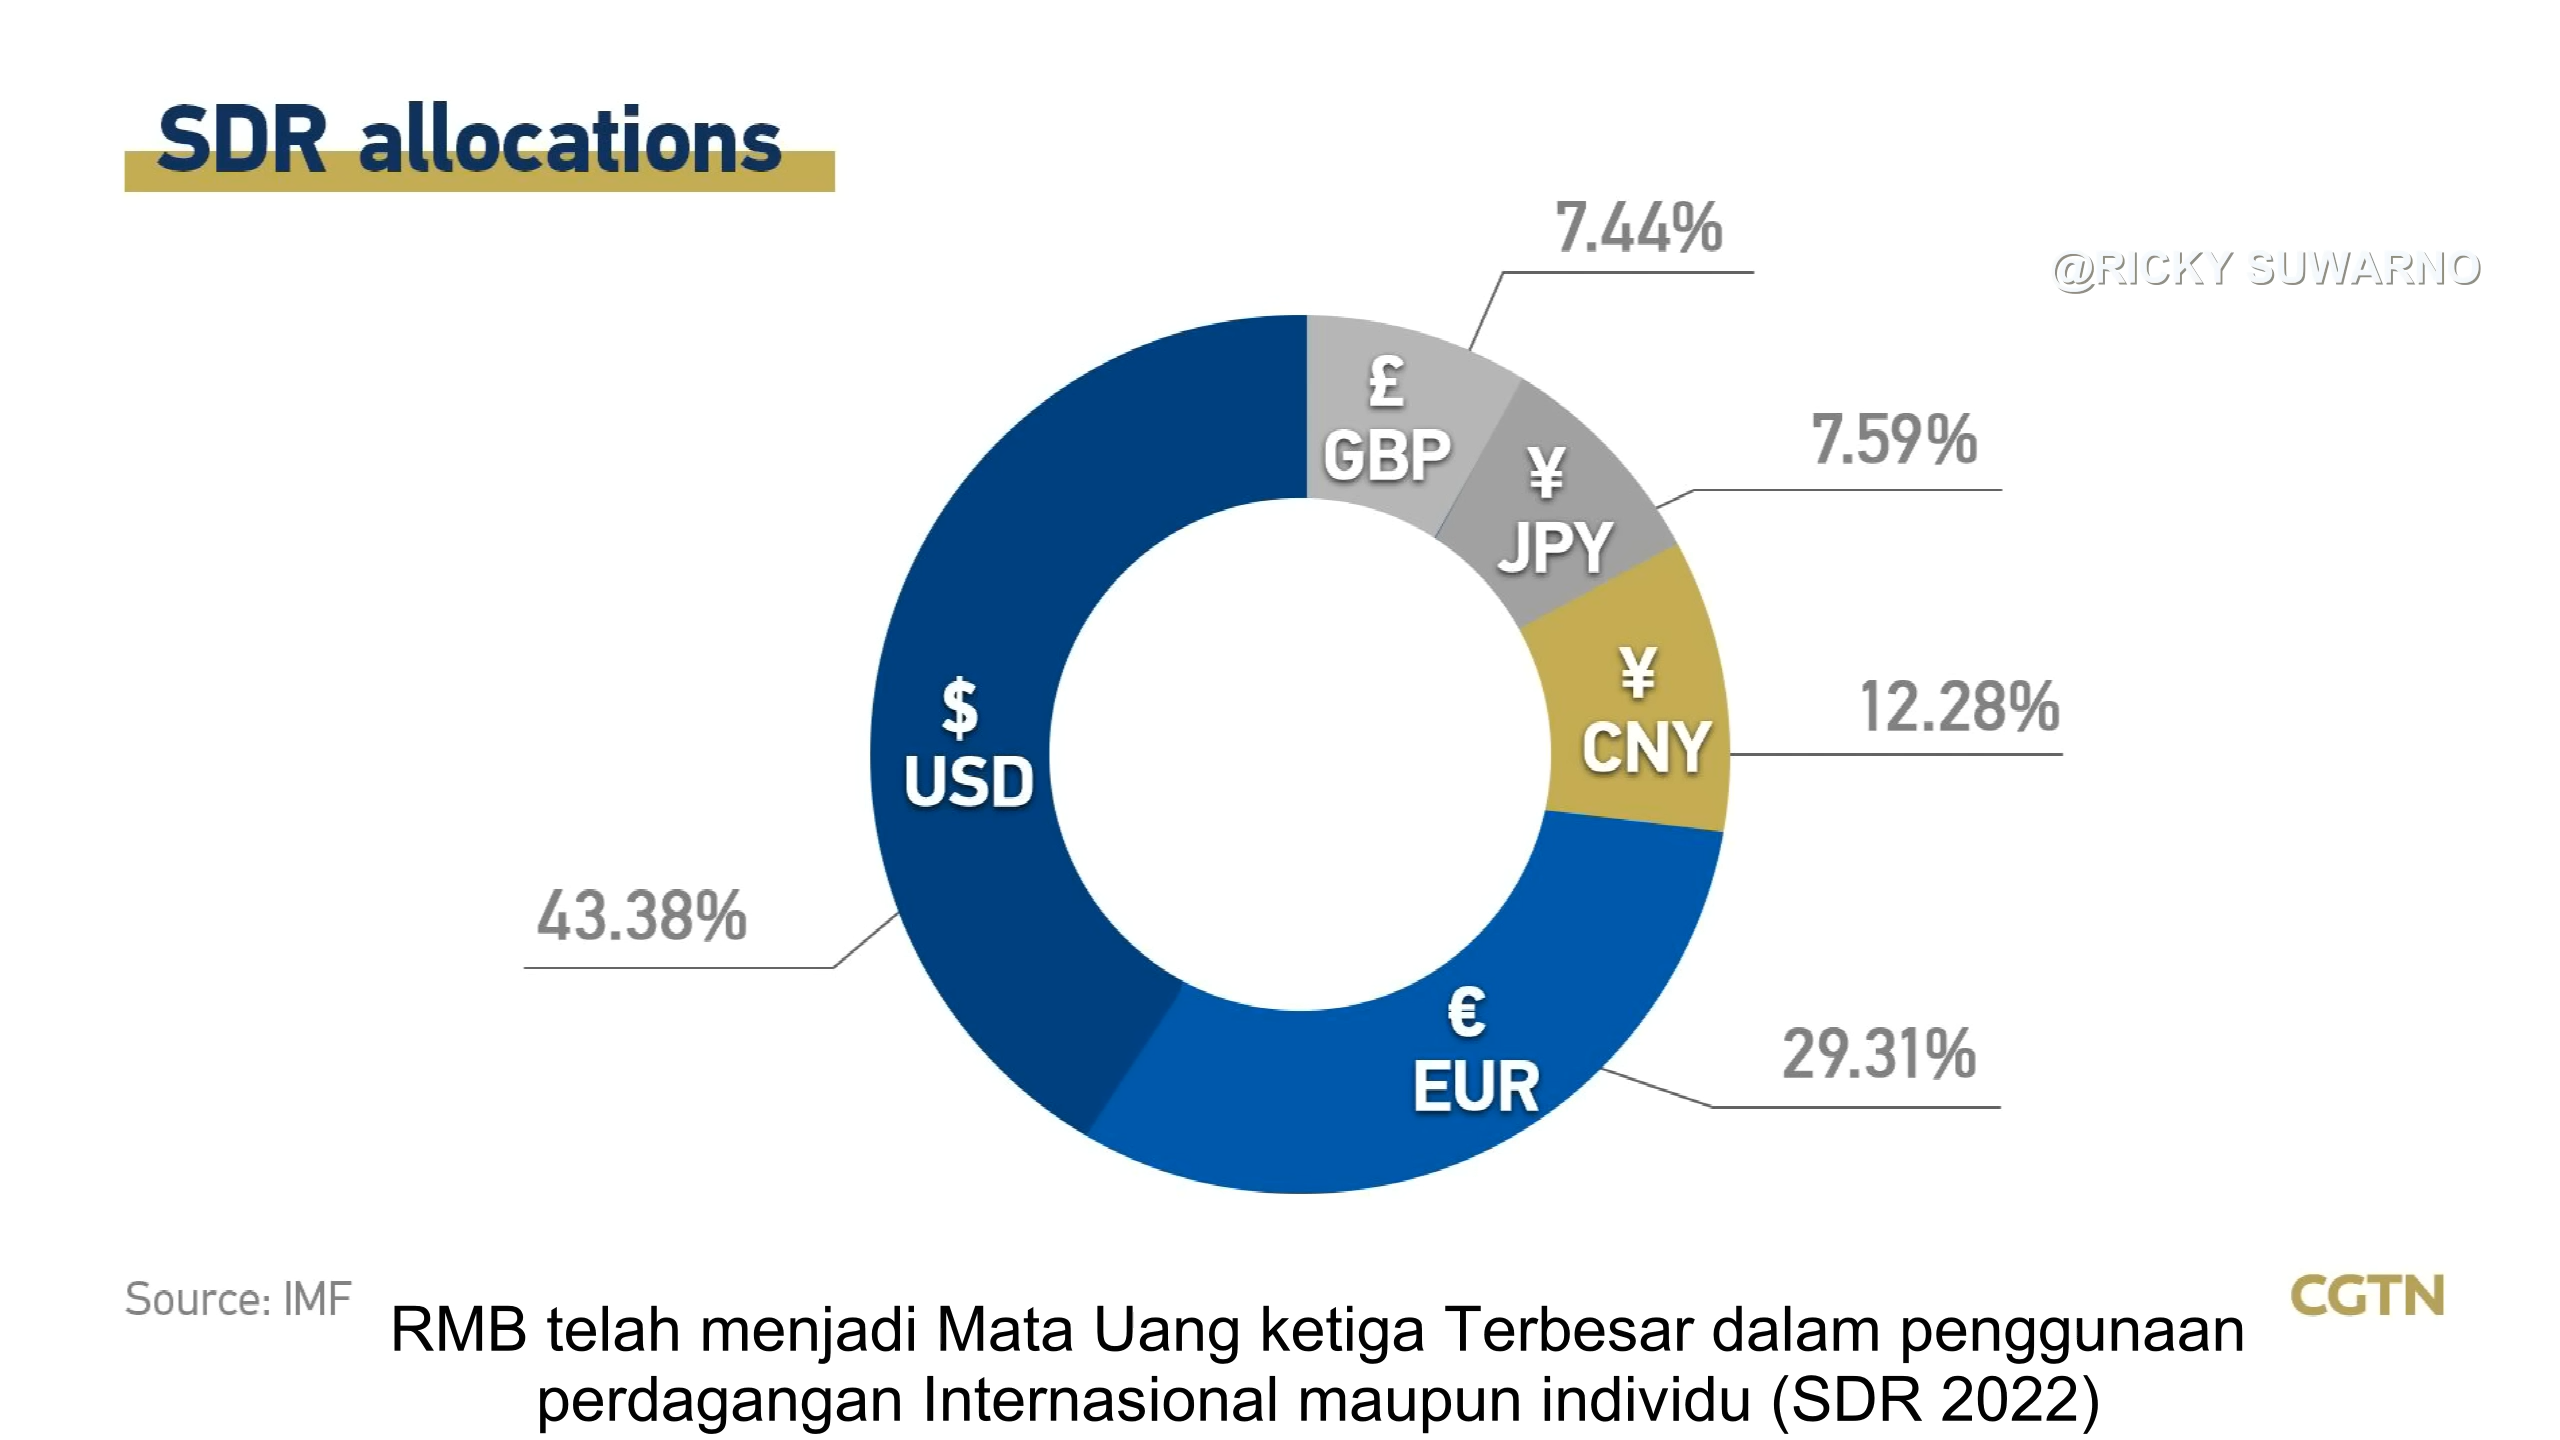 SDR allocations
7.44%
@RICKY SUWARNO
£
GBP
7.59%
¥
JPY
¥
CNY
12.28%
$
USD
43.38%
€
EUR
29.31%
Source: IMF
CGTN
RMB telah menjadi Mata Uang ketiga Terbesar dalam penggunaan
perdagangan Internasional maupun individu (SDR 2022)